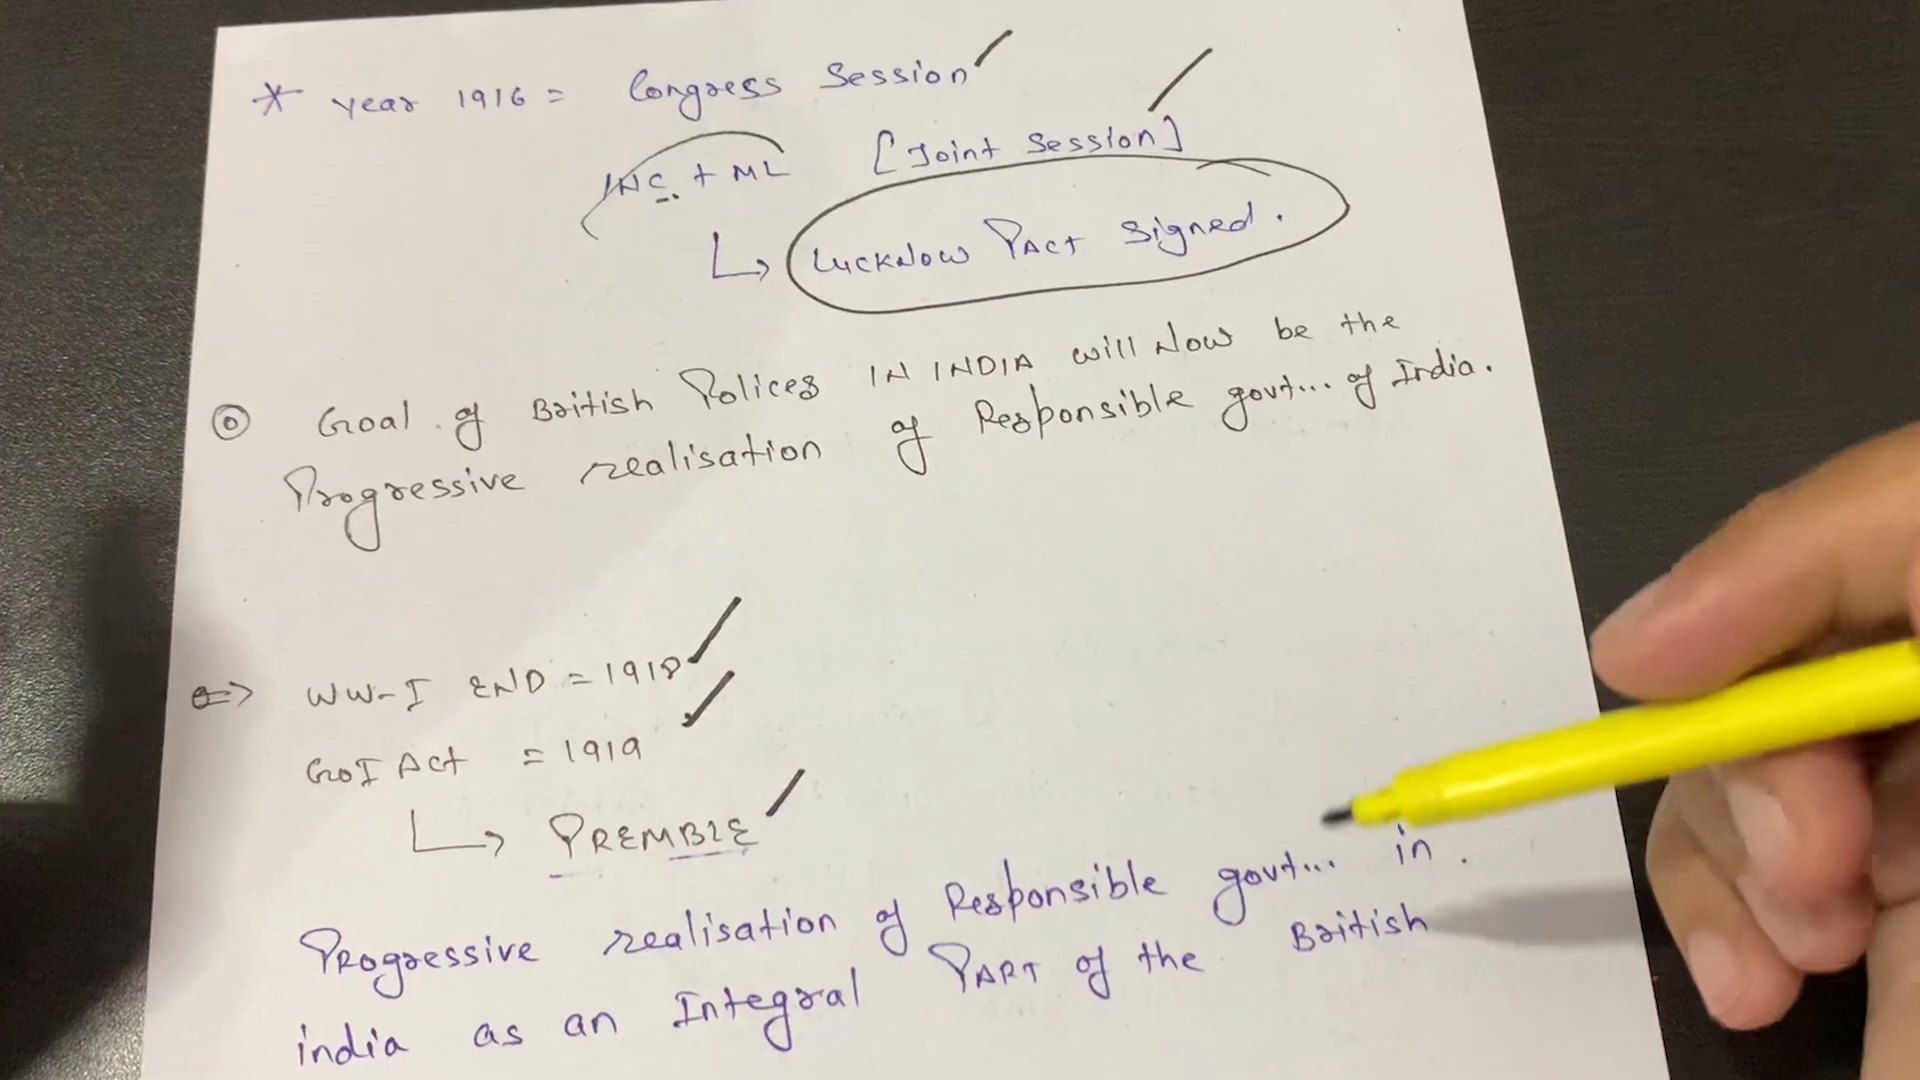 * Year 1916 = Congress Session
INC + ML [Joint Session]
↳ Lucknow PACT Signed.
⊙ Goal of British Polices IN INDIA will Now be the
Progressive realisation of Responsible govt... of India.
⇒ WW-I END = 1918
GoI Act = 1919
↳ PREMBLE
Progressive realisation of Responsible govt... in.
india as an Integral PART of the British